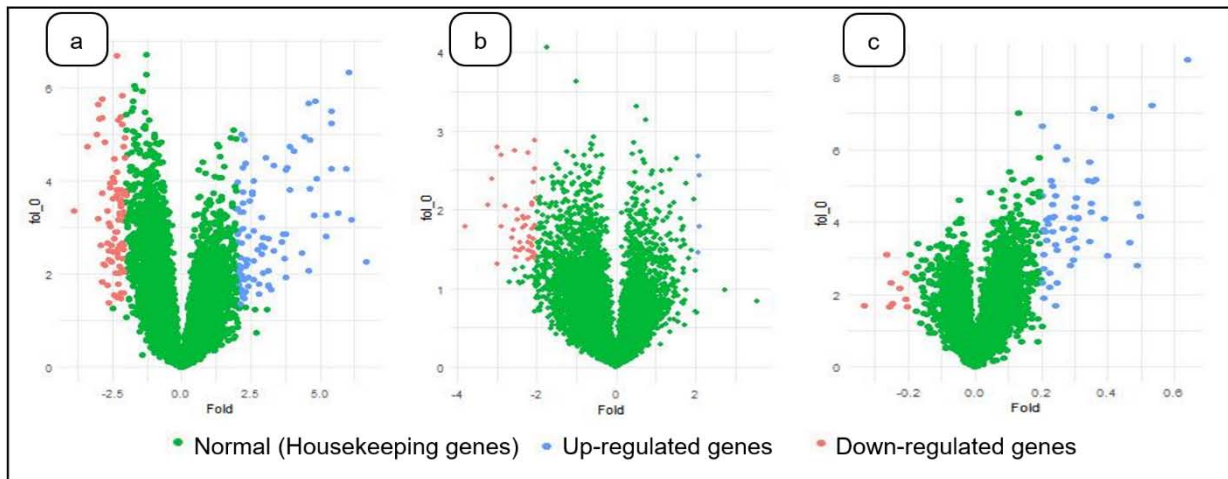 a
b
c
6
4
2
0
fol_0
-2.5
0.0
2.5
5.0
Fold
4
3
2
1
0
fol_0
-4
-2
0
2
Fold
8
6
4
2
0
fol_0
-0.2
0.0
0.2
0.4
0.6
Fold
Normal (Housekeeping genes)
Up-regulated genes
Down-regulated genes